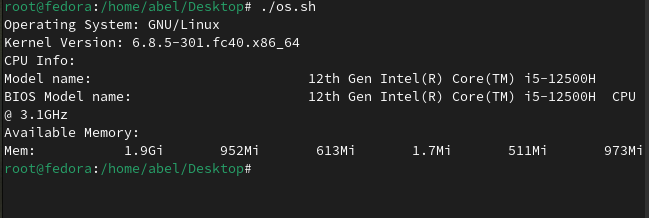 root@fedora:/home/abel/Desktop# ./os.sh
Operating System: GNU/Linux
Kernel Version: 6.8.5-301.fc40.x86_64
CPU Info:
Model name: 12th Gen Intel(R) Core(TM) i5-12500H
BIOS Model name: 12th Gen Intel(R) Core(TM) i5-12500H CPU
@ 3.1GHz
Available Memory:
Mem: 1.9Gi 952Mi 613Mi 1.7Mi 511Mi 973Mi
root@fedora:/home/abel/Desktop#